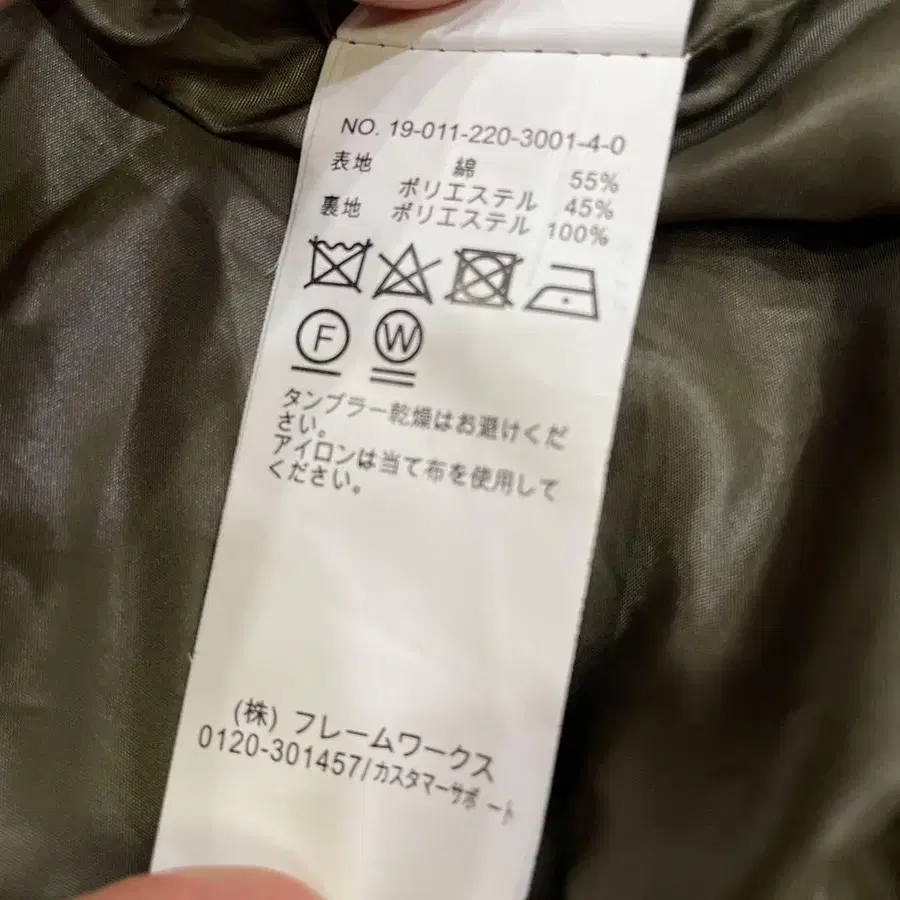 NO. 19-011-220-3001-4-0
表地 綿 55%
ポリエステル 45%
裏地 ポリエステル 100%
F W
タンブラー乾燥はお避けくだ
さい。
アイロンは当て布を使用して
ください。
(株) フレームワークス
0120-301457/カスタマーサポート